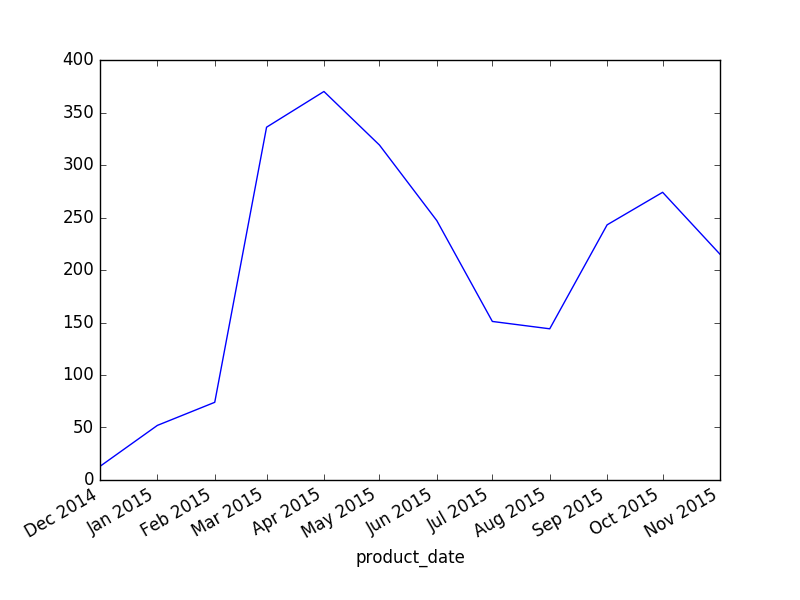 400
350
300
250
200
150
100
50
0
Dec 2014
Jan 2015
Feb 2015
Mar 2015
Apr 2015
May 2015
Jun 2015
Jul 2015
Aug 2015
Sep 2015
Oct 2015
Nov 2015
product_date